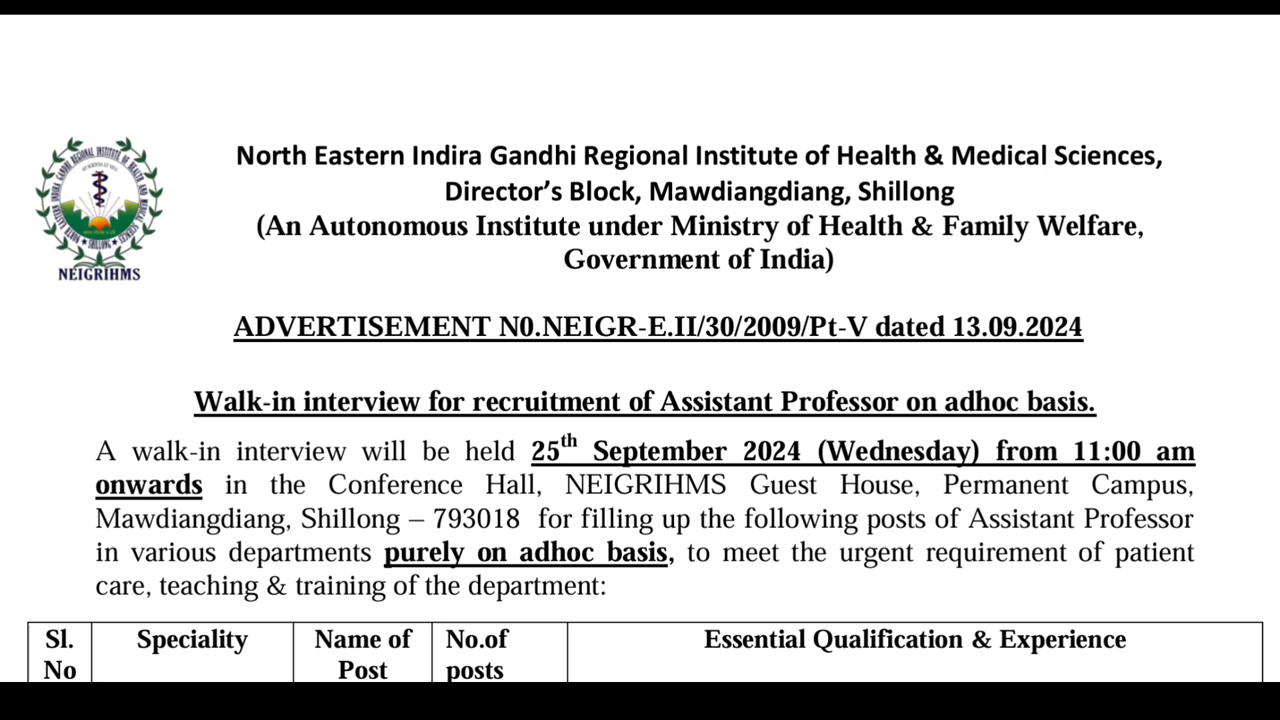 North Eastern Indira Gandhi Regional Institute of Health & Medical Sciences,
Director's Block, Mawdiangdiang, Shillong
(An Autonomous Institute under Ministry of Health & Family Welfare,
Government of India)
NEIGRIHMS
ADVERTISEMENT N0.NEIGR-E.II/30/2009/Pt-V dated 13.09.2024
Walk-in interview for recruitment of Assistant Professor on adhoc basis.
A walk-in interview will be held 25th September 2024 (Wednesday) from 11:00 am
onwards in the Conference Hall, NEIGRIHMS Guest House, Permanent Campus,
Mawdiangdiang, Shillong – 793018 for filling up the following posts of Assistant Professor
in various departments purely on adhoc basis, to meet the urgent requirement of patient
care, teaching & training of the department:
Sl. No
Speciality
Name of Post
No.of posts
Essential Qualification & Experience